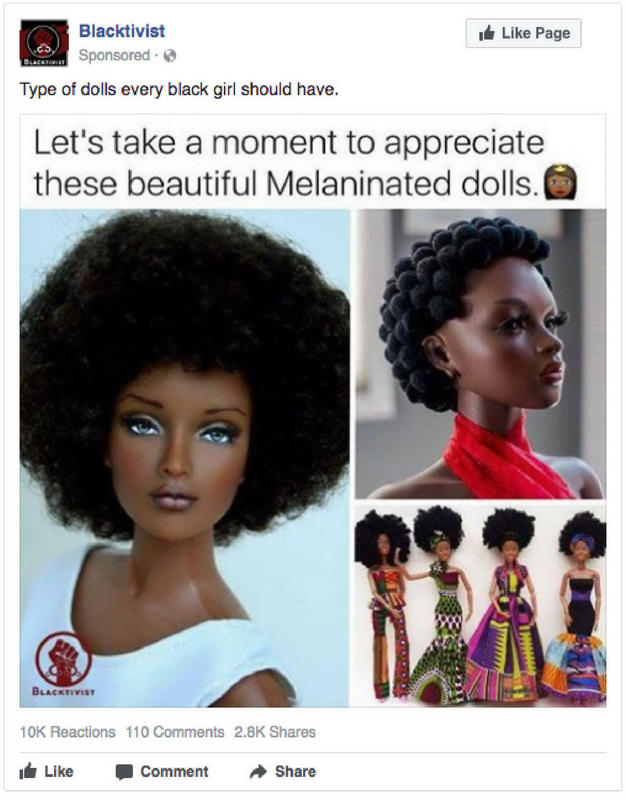 Blacktivist
Like Page
BLACKTIVIST
Sponsored ·
Type of dolls every black girl should have.
Let's take a moment to appreciate
these beautiful Melaninated dolls.
BLACKTIVIST
10K Reactions 110 Comments 2.8K Shares
Like Comment Share